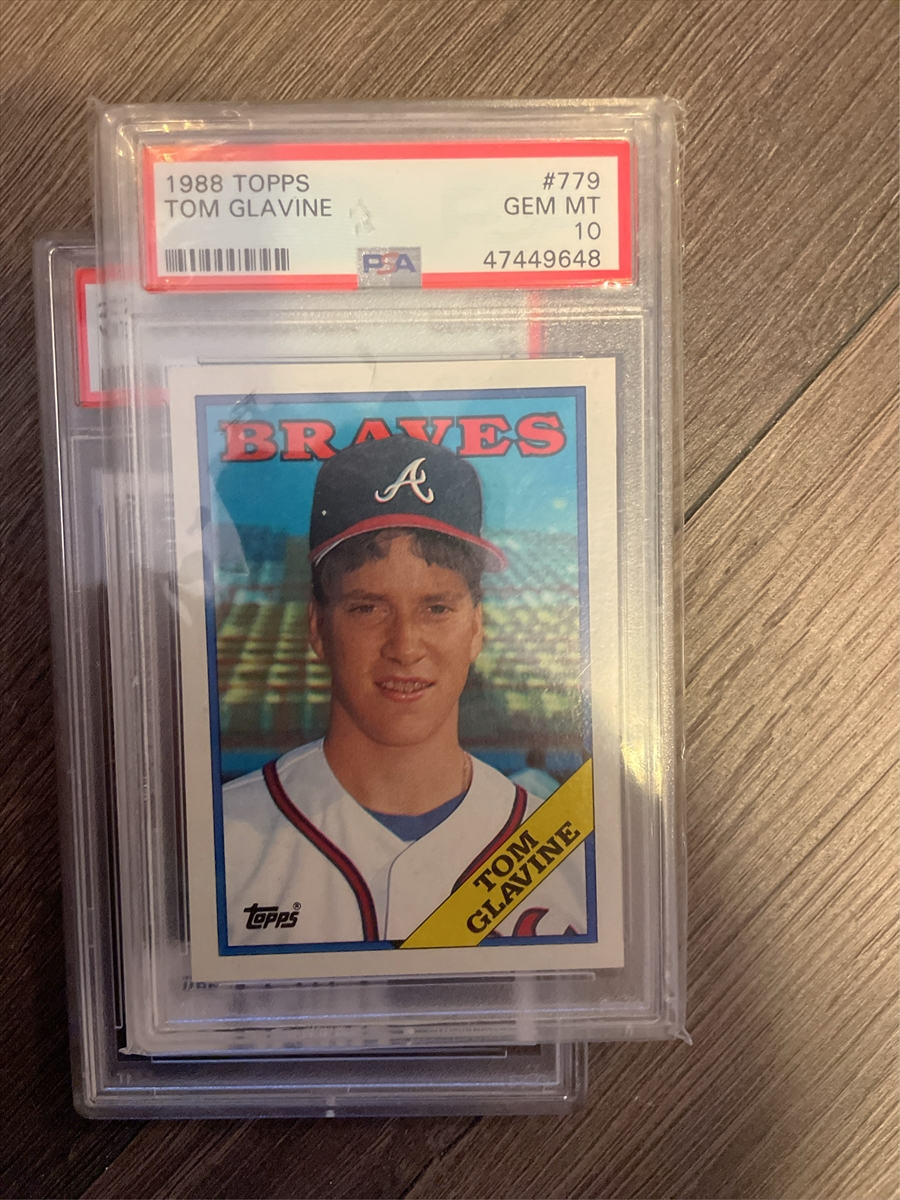 1988 TOPPS
#779
TOM GLAVINE
GEM MT
10
PSA
47449648
BRAVES
A
TOM
GLAVINE
topps®